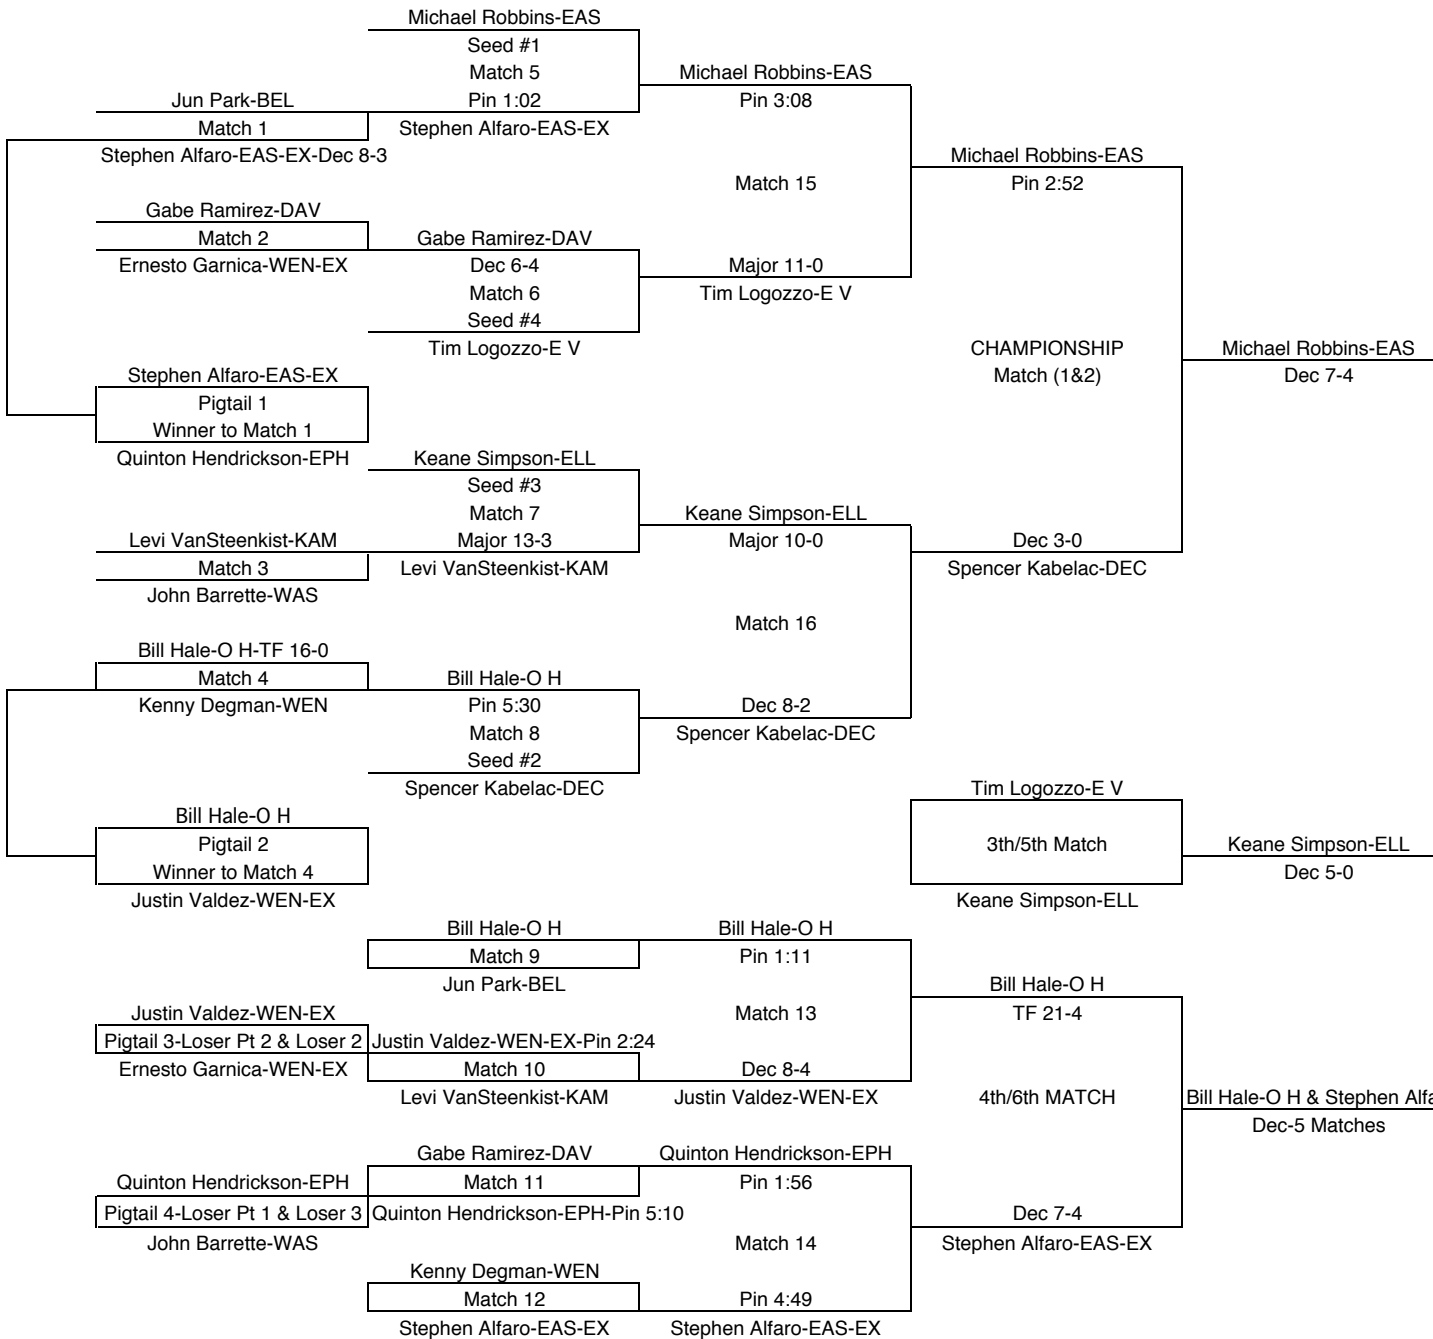 Michael Robbins-EAS
Seed #1
Match 5
Michael Robbins-EAS
Jun Park-BEL
Pin 1:02
Pin 3:08
Match 1
Stephen Alfaro-EAS-EX
Stephen Alfaro-EAS-EX-Dec 8-3
Michael Robbins-EAS
Match 15
Pin 2:52
Gabe Ramirez-DAV
Match 2
Gabe Ramirez-DAV
Ernesto Garnica-WEN-EX
Dec 6-4
Major 11-0
Match 6
Tim Logozzo-E V
Seed #4
Tim Logozzo-E V
CHAMPIONSHIP
Michael Robbins-EAS
Stephen Alfaro-EAS-EX
Match (1&2)
Dec 7-4
Pigtail 1
Winner to Match 1
Quinton Hendrickson-EPH
Keane Simpson-ELL
Seed #3
Match 7
Keane Simpson-ELL
Levi VanSteenkist-KAM
Major 13-3
Major 10-0
Dec 3-0
Match 3
Levi VanSteenkist-KAM
Spencer Kabelac-DEC
John Barrette-WAS
Match 16
Bill Hale-O H-TF 16-0
Match 4
Bill Hale-O H
Kenny Degman-WEN
Pin 5:30
Dec 8-2
Match 8
Spencer Kabelac-DEC
Seed #2
Spencer Kabelac-DEC
Tim Logozzo-E V
Bill Hale-O H
Pigtail 2
3th/5th Match
Keane Simpson-ELL
Winner to Match 4
Dec 5-0
Justin Valdez-WEN-EX
Keane Simpson-ELL
Bill Hale-O H
Bill Hale-O H
Match 9
Pin 1:11
Jun Park-BEL
Bill Hale-O H
Justin Valdez-WEN-EX
Match 13
TF 21-4
Pigtail 3-Loser Pt 2 & Loser 2
Justin Valdez-WEN-EX-Pin 2:24
Ernesto Garnica-WEN-EX
Match 10
Dec 8-4
Levi VanSteenkist-KAM
Justin Valdez-WEN-EX
4th/6th MATCH
Bill Hale-O H & Stephen
Dec-5 Matches
Gabe Ramirez-DAV
Quinton Hendrickson-EPH
Quinton Hendrickson-EPH
Match 11
Pin 1:56
Pigtail 4-Loser Pt 1 & Loser 3
Quinton Hendrickson-EPH-Pin 5:10
Dec 7-4
John Barrette-WAS
Match 14
Stephen Alfaro-EAS-EX
Kenny Degman-WEN
Match 12
Pin 4:49
Stephen Alfaro-EAS-EX
Stephen Alfaro-EAS-EX